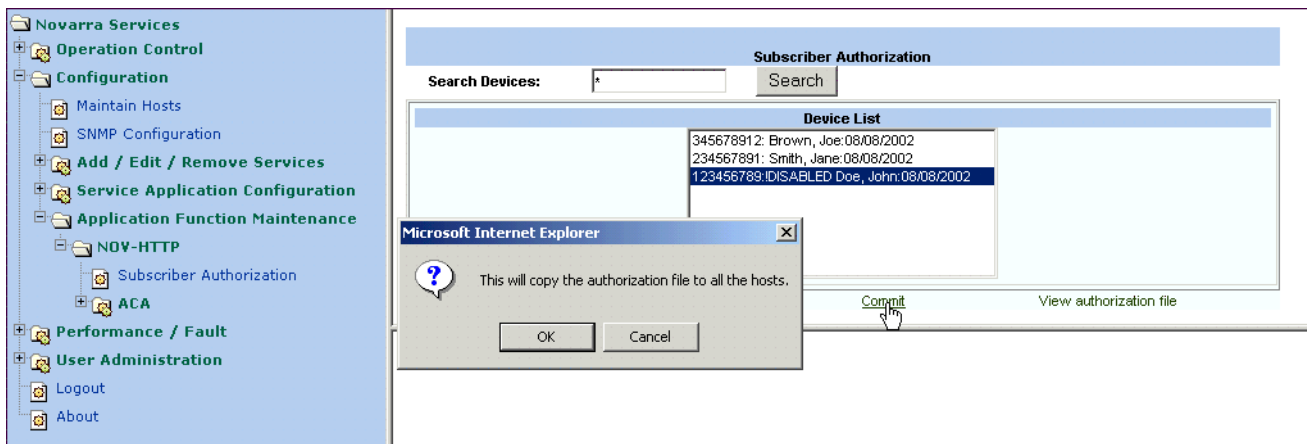 Novarra Services
Operation Control
Configuration
Maintain Hosts
SNMP Configuration
Add / Edit / Remove Services
Service Application Configuration
Application Function Maintenance
NOV-HTTP
Subscriber Authorization
ACA
Performance / Fault
User Administration
Logout
About
Subscriber Authorization
Search Devices: * Search
Device List
345678912: Brown, Joe:08/08/2002
234567891: Smith, Jane:08/08/2002
123456789:!DISABLED Doe, John:08/08/2002
Microsoft Internet Explorer
This will copy the authorization file to all the hosts.
OK Cancel
Commit View authorization file